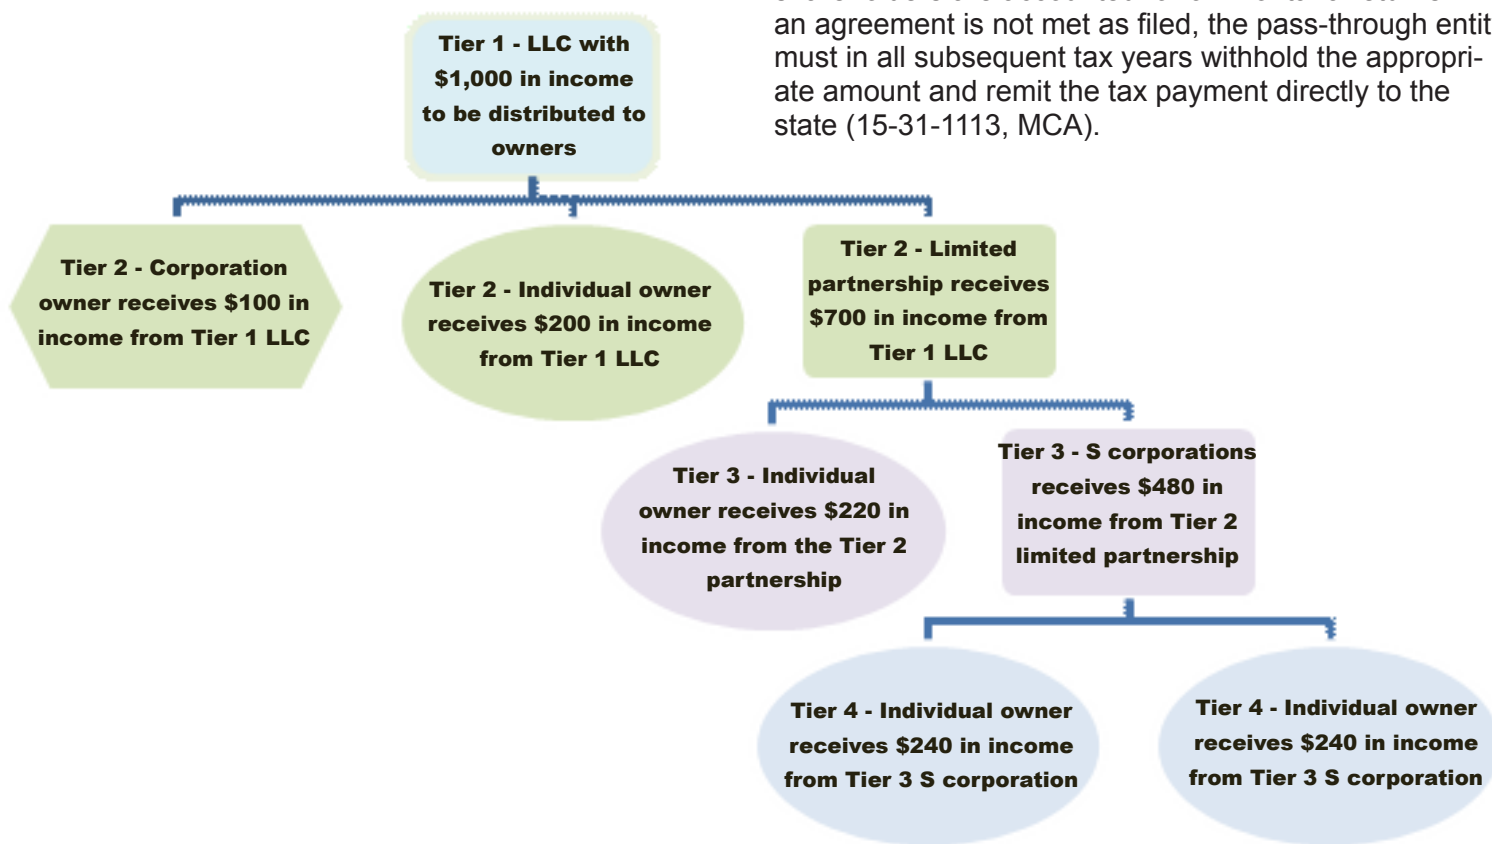 an agreement is not met as filed, the pass-through entit
must in all subsequent tax years withhold the appropri-
ate amount and remit the tax payment directly to the
state (15-31-1113, MCA).
Tier 1 - LLC with
$1,000 in income
to be distributed to
owners
Tier 2 - Corporation
owner receives $100 in
income from Tier 1 LLC
Tier 2 - Individual owner
receives $200 in income
from Tier 1 LLC
Tier 2 - Limited
partnership receives
$700 in income from
Tier 1 LLC
Tier 3 - Individual
owner receives $220 in
income from the Tier 2
partnership
Tier 3 - S corporations
receives $480 in
income from Tier 2
limited partnership
Tier 4 - Individual owner
receives $240 in income
from Tier 3 S corporation
Tier 4 - Individual owner
receives $240 in income
from Tier 3 S corporation